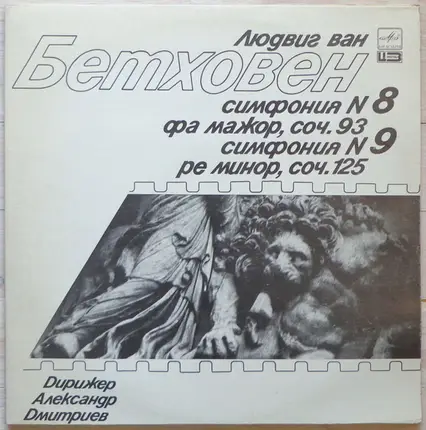 Людвиг ван
Бетховен
симфония N 8
фа мажор, соч. 93
симфония N 9
ре минор, соч. 125
Дирижер
Александр
Дмитриев